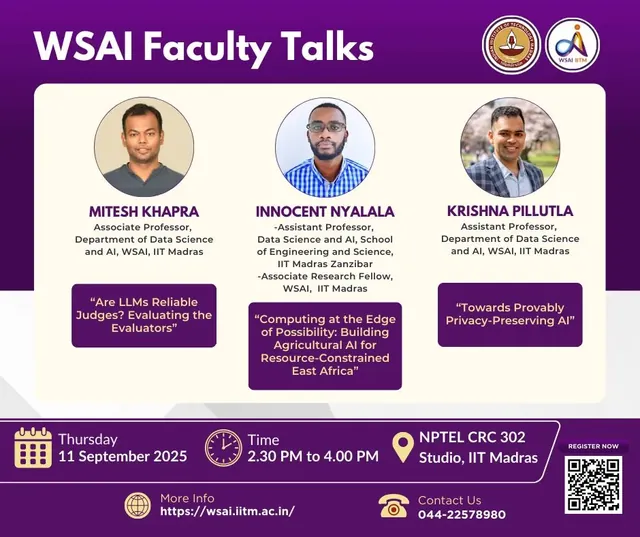 WSAI Faculty Talks
WSAI IITM
MITESH KHAPRA
Associate Professor,
Department of Data Science
and AI, WSAI, IIT Madras
“Are LLMs Reliable
Judges? Evaluating the
Evaluators”
INNOCENT NYALALA
-Assistant Professor,
Data Science and AI, School
of Engineering and Science,
IIT Madras Zanzibar
-Associate Research Fellow,
WSAI, IIT Madras
“Computing at the Edge
of Possibility: Building
Agricultural AI for
Resource-Constrained
East Africa”
KRISHNA PILLUTLA
Assistant Professor,
Department of Data Science
and AI, WSAI, IIT Madras
“Towards Provably
Privacy-Preserving AI”
Thursday
11 September 2025
Time
2.30 PM to 4.00 PM
NPTEL CRC 302
Studio, IIT Madras
REGISTER NOW
More Info
https://wsai.iitm.ac.in/
Contact Us
044-22578980